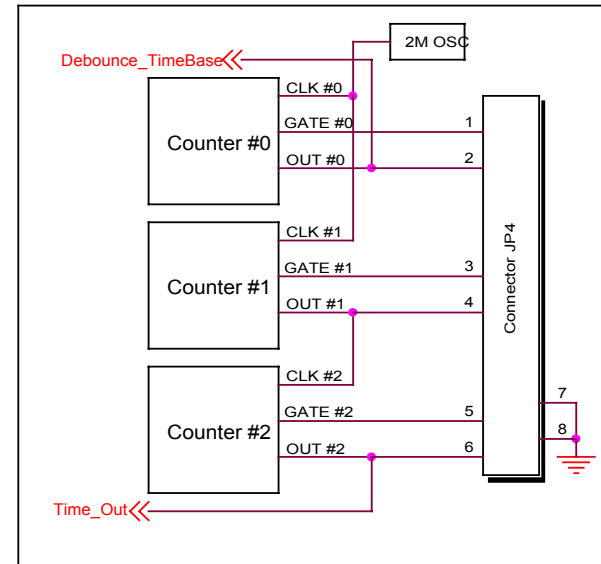 2M OSC
Debounce_TimeBase
CLK #0
Counter #0
GATE #0
1
OUT #0
2
CLK #1
Counter #1
GATE #1
3
OUT #1
4
Connector JP4
CLK #2
Counter #2
GATE #2
5
OUT #2
6
7
8
Time_Out